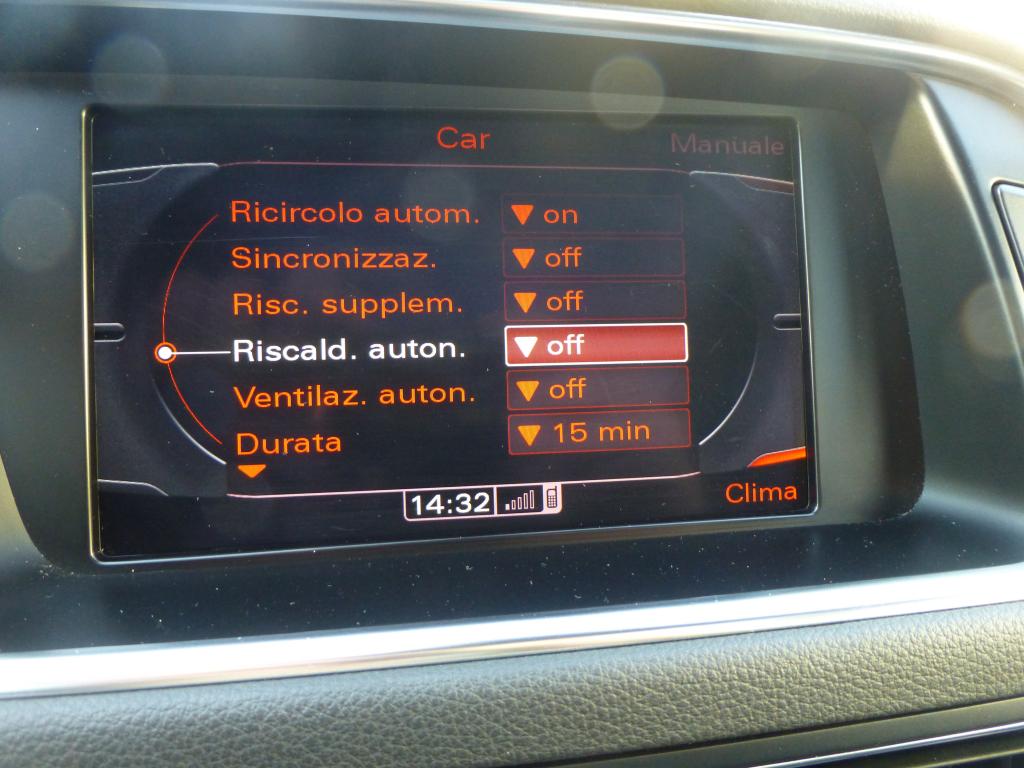 Car Manuale
Ricircolo autom. on
Sincronizzaz. off
Risc. supplem. off
Riscald. auton. off
Ventilaz. auton. off
Durata 15 min
Clima
14:32